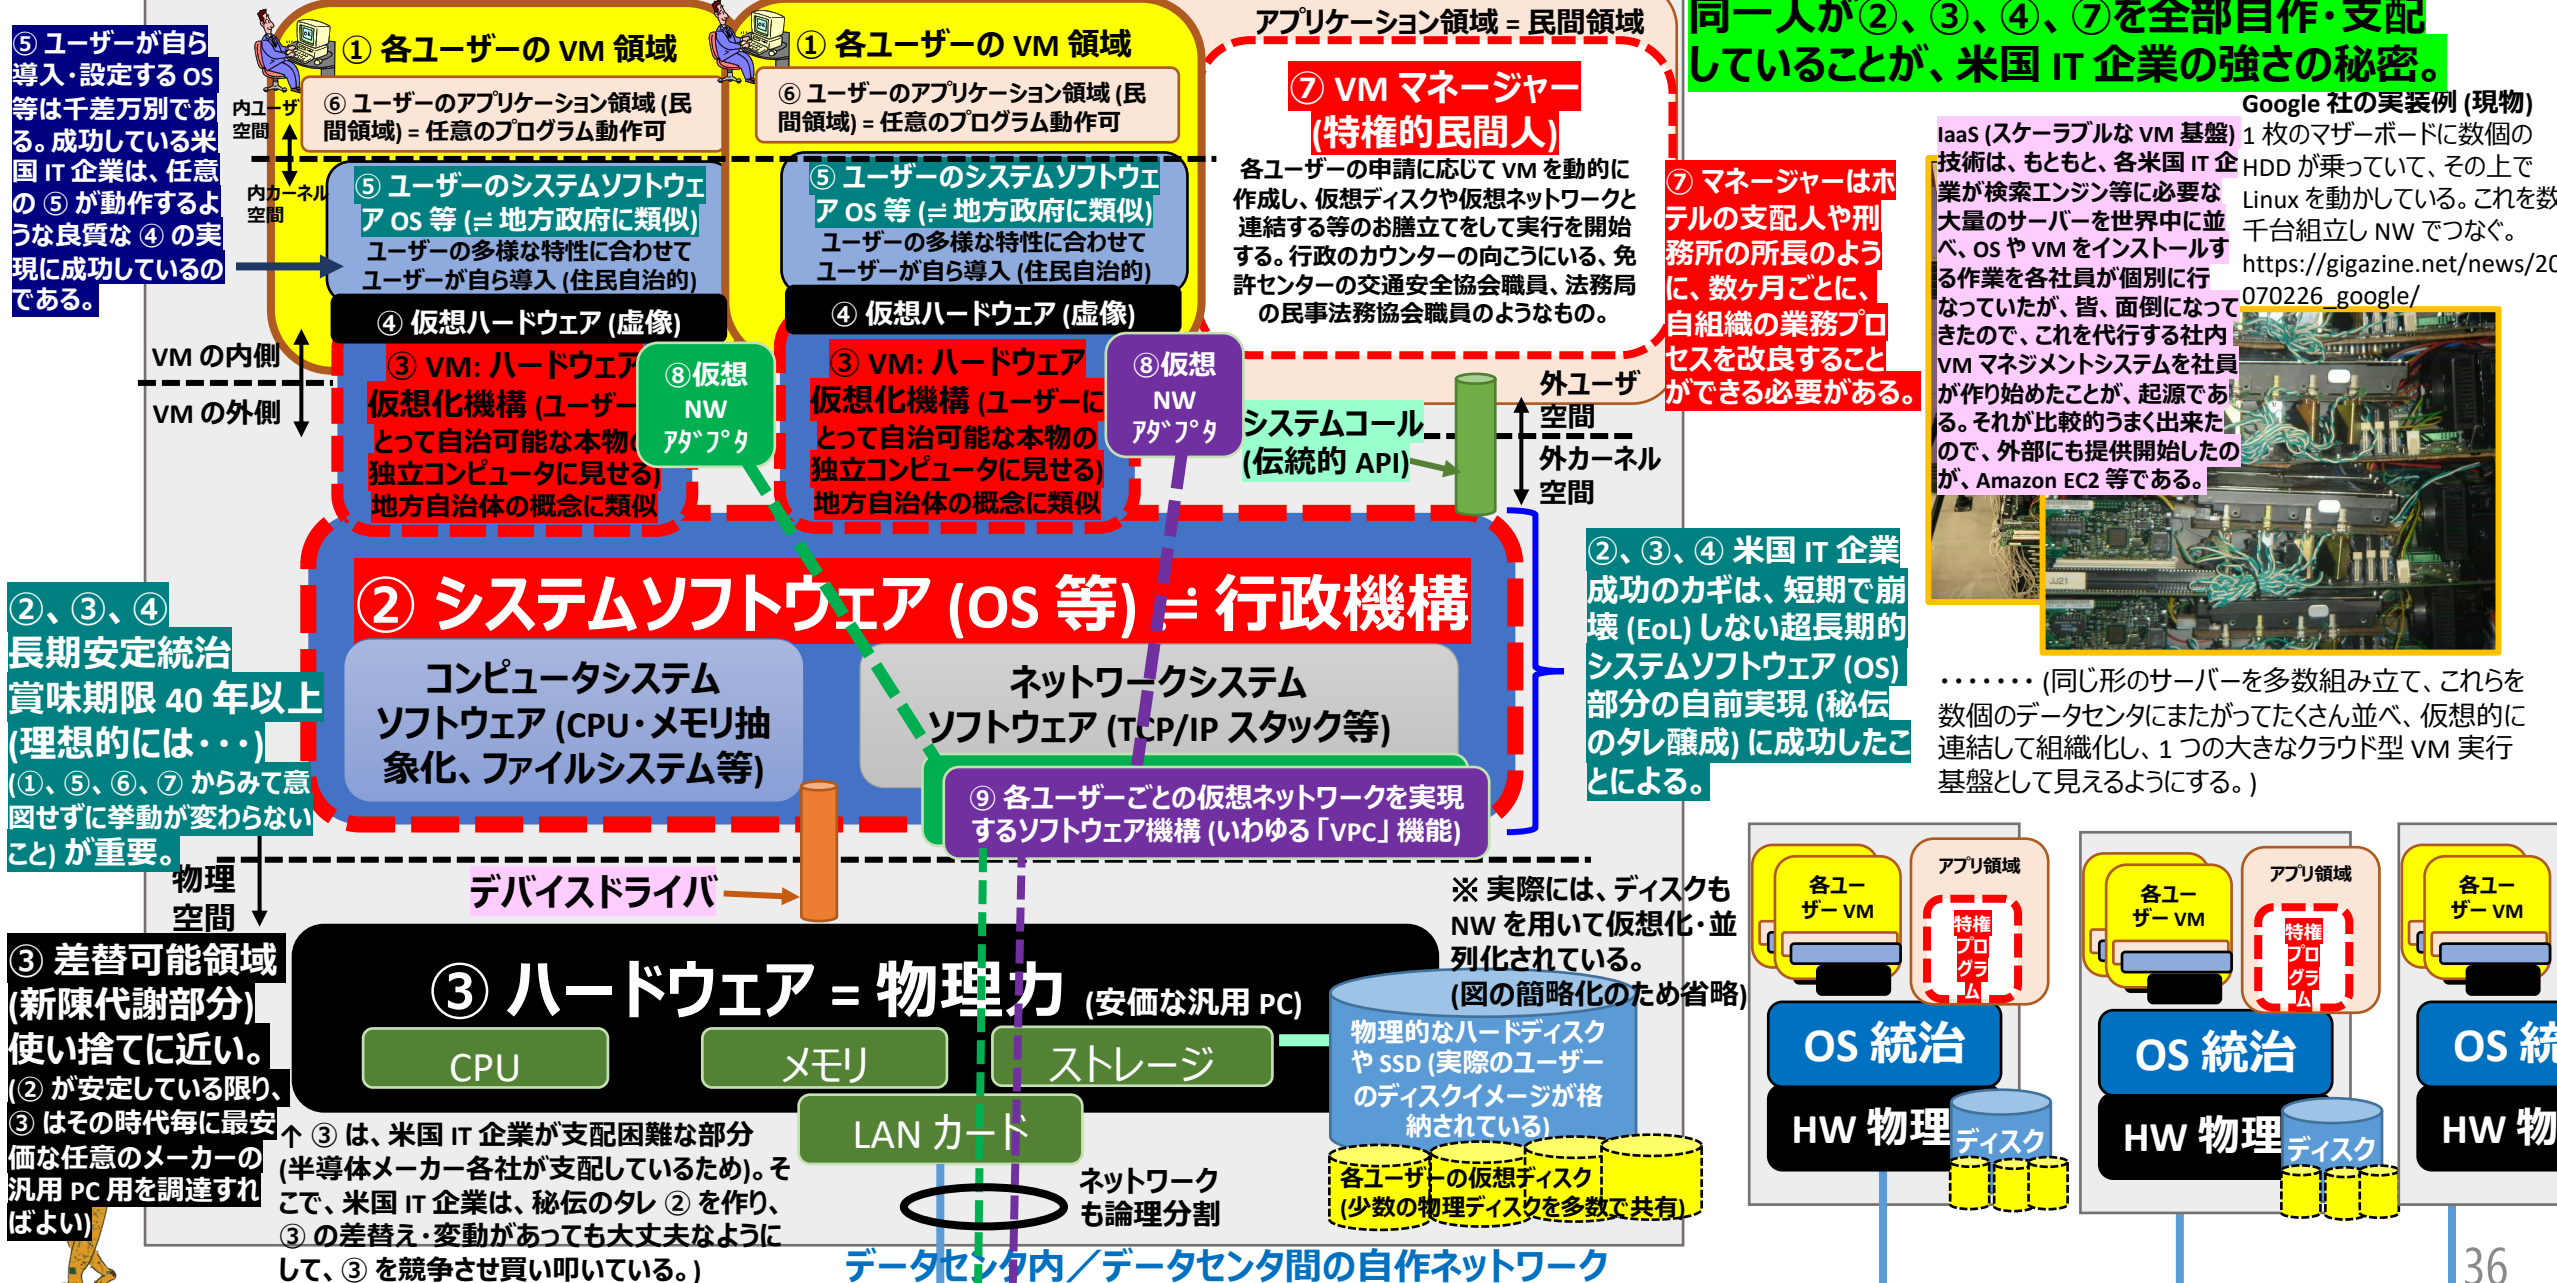 同一人が②、③、④、⑦を全部自作・支配
していることが、米国 IT 企業の強さの秘密。
⑤ ユーザーが自ら
導入・設定する OS
等は千差万別であ
る。成功している米
国 IT 企業は、任意
の ⑤ が動作するよ
うな良質な ④ の実
現に成功しているの
である。
① 各ユーザーの VM 領域
⑥ ユーザーのアプリケーション領域 (民
間領域) = 任意のプログラム動作可
内ユーザ
空間
内カーネル
空間
⑤ ユーザーのシステムソフトウェ
ア OS 等 (≒ 地方政府に類似)
ユーザーの多様な特性に合わせて
ユーザーが自ら導入 (住民自治的)
④ 仮想ハードウェア (虚像)
③ VM: ハードウェア
仮想化機構 (ユーザー
とって自治可能な本物の
独立コンピュータに見せる)
地方自治体の概念に類似
⑧仮想
NW
ｱﾀﾞﾌﾟﾀ
① 各ユーザーの VM 領域
⑥ ユーザーのアプリケーション領域 (民
間領域) = 任意のプログラム動作可
⑤ ユーザーのシステムソフトウェ
ア OS 等 (≒ 地方政府に類似)
ユーザーの多様な特性に合わせて
ユーザーが自ら導入 (住民自治的)
④ 仮想ハードウェア (虚像)
③ VM: ハードウェア
仮想化機構 (ユーザーに
とって自治可能な本物の
独立コンピュータに見せる)
地方自治体の概念に類似
⑧仮想
NW
ｱﾀﾞﾌﾟﾀ
VM の内側
VM の外側
アプリケーション領域 = 民間領域
⑦ VM マネージャー
(特権的民間人)
各ユーザーの申請に応じて VM を動的に
作成し、仮想ディスクや仮想ネットワークと
連結する等のお膳立てをして実行を開始
する。行政のカウンターの向こうにいる、免
許センターの交通安全協会職員、法務局
の民事法務協会職員のようなもの。
⑦ マネージャーはホ
テルの支配人や刑
務所の所長のよう
に、数ヶ月ごとに、
自組織の業務プロ
セスを改良すること
ができる必要がある。
システムコール
(伝統的 API)
外ユーザ
空間
外カーネル
空間
IaaS (スケーラブルな VM 基盤)
技術は、もともと、各米国 IT 企
業が検索エンジン等に必要な
大量のサーバーを世界中に並
べ、OS や VM をインストールす
る作業を各社員が個別に行
なっていたが、皆、面倒になって
きたので、これを代行する社内
VM マネジメントシステムを社員
が作り始めたことが、起源であ
る。それが比較的うまく出来た
ので、外部にも提供開始したの
が、Amazon EC2 等である。
Google 社の実装例 (現物)
1 枚のマザーボードに数個の
HDD が乗っていて、その上で
Linux を動かしている。これを数
千台組立し NW でつなぐ。
https://gigazine.net/news/20
070226_google/
JJ21
・・・・・・・ (同じ形のサーバーを多数組み立て、これらを
数個のデータセンタにまたがってたくさん並べ、仮想的に
連結して組織化し、1 つの大きなクラウド型 VM 実行
基盤として見えるようにする。)
② システムソフトウェア (OS 等) ≒ 行政機構
コンピュータシステム
ソフトウェア (CPU・メモリ抽
象化、ファイルシステム等)
ネットワークシステム
ソフトウェア (TCP/IP スタック等)
⑨ 各ユーザーごとの仮想ネットワークを実現
するソフトウェア機構 (いわゆる「VPC」機能)
②、③、④ 米国 IT 企業
成功のカギは、短期で崩
壊 (EoL) しない超長期的
システムソフトウェア (OS)
部分の自前実現 (秘伝
のタレ醸成) に成功したこ
とによる。
②、③、④
長期安定統治
賞味期限 40 年以上
(理想的には・・・)
(①、⑤、⑥、⑦ からみて意
図せずに挙動が変わらない
こと) が重要。
物理
空間
デバイスドライバ
※ 実際には、ディスクも
NW を用いて仮想化・並
列化されている。
(図の簡略化のため省略)
③ 差替可能領域
(新陳代謝部分)
使い捨てに近い。
(② が安定している限り、
③ はその時代毎に最安
価な任意のメーカーの
汎用 PC 用を調達すれ
ばよい)
③ ハードウェア = 物理力 (安価な汎用 PC)
CPU
メモリ
ストレージ
LAN カード
物理的なハードディスク
や SSD (実際のユーザー
のディスクイメージが格
納されている)
各ユーザーの仮想ディスク
(少数の物理ディスクを多数で共有)
↑ ③ は、米国 IT 企業が支配困難な部分
(半導体メーカー各社が支配しているため)。そ
こで、米国 IT 企業は、秘伝のタレ ② を作り、
③ の差替え・変動があっても大丈夫なように
して、③ を競争させ買い叩いている。)
ネットワーク
も論理分割
データセンタ内／データセンタ間の自作ネットワーク
各ユー
ザー VM
アプリ領域
特権
プロ
グラ
ム
OS 統治
HW 物理
ディスク
各ユー
ザー VM
アプリ領域
特権
プロ
グラ
ム
OS 統治
HW 物理
ディスク
各ユー
ザー VM
OS 統
HW 物
36